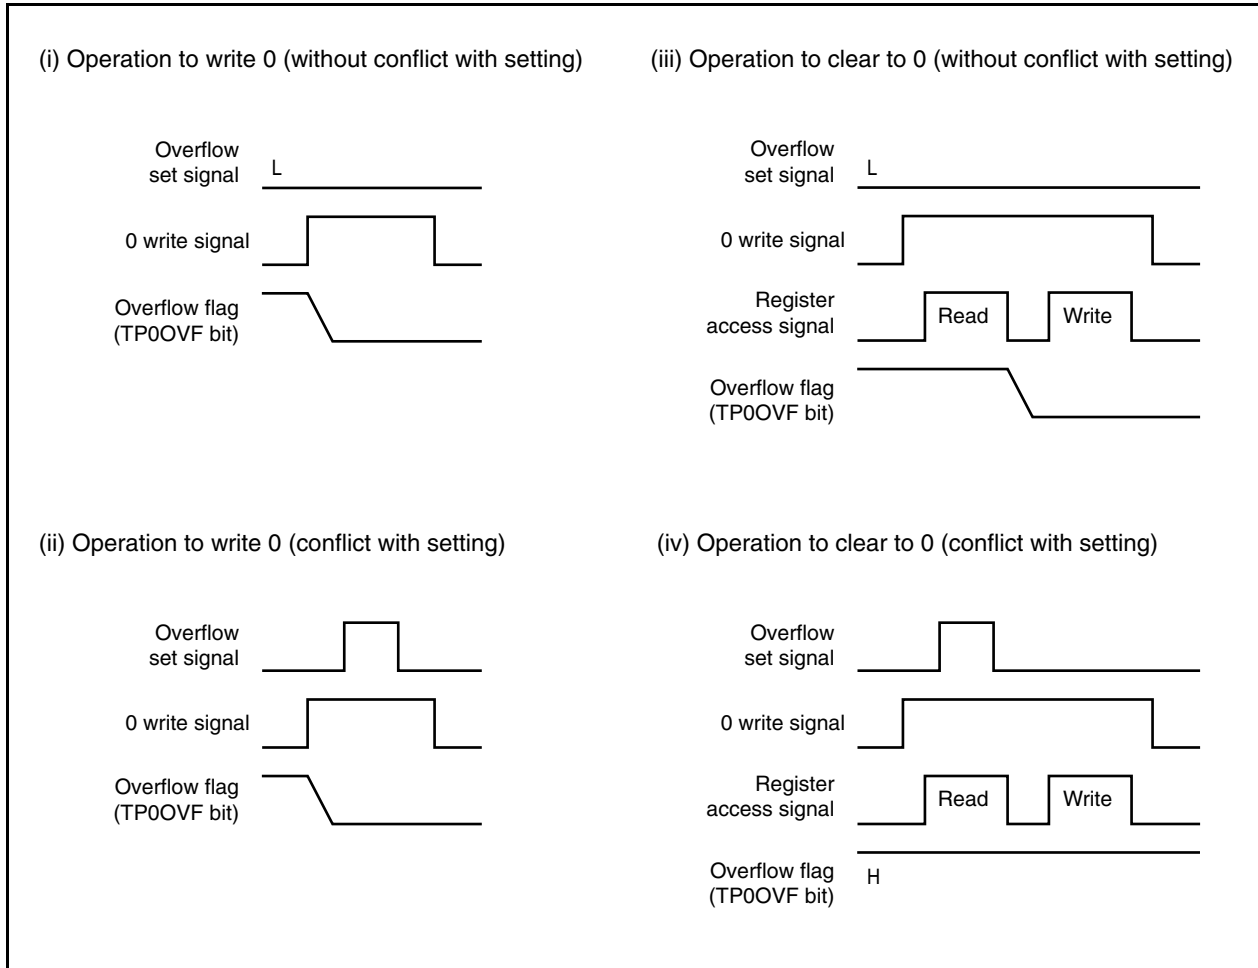 (i) Operation to write 0 (without conflict with setting)
Overflow
set signal
L
0 write signal
Overflow flag
(TP0OVF bit)
(iii) Operation to clear to 0 (without conflict with setting)
Overflow
set signal
L
0 write signal
Register
access signal
Read
Write
Overflow flag
(TP0OVF bit)
(ii) Operation to write 0 (conflict with setting)
Overflow
set signal
0 write signal
Overflow flag
(TP0OVF bit)
(iv) Operation to clear to 0 (conflict with setting)
Overflow
set signal
0 write signal
Register
access signal
Read
Write
Overflow flag
(TP0OVF bit)
H